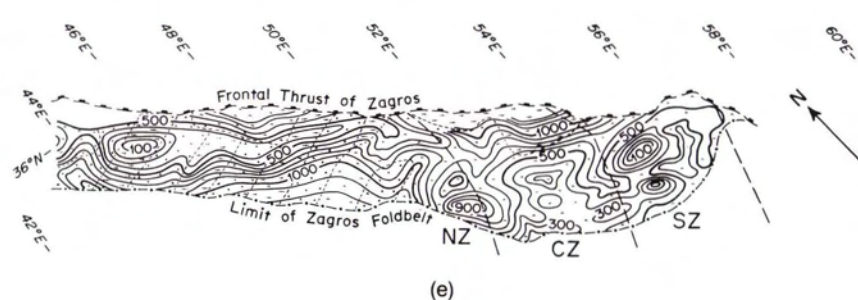 46°E
48°E
50°E
52°E
54°E
56°E
58°E
60°E
N
44°E
36°N
42°E
Frontal Thrust of Zagros
500
100
500
1000
1000
500
500
100
900
300
300
Limit of Zagros Foldbelt
NZ
CZ
SZ
(e)